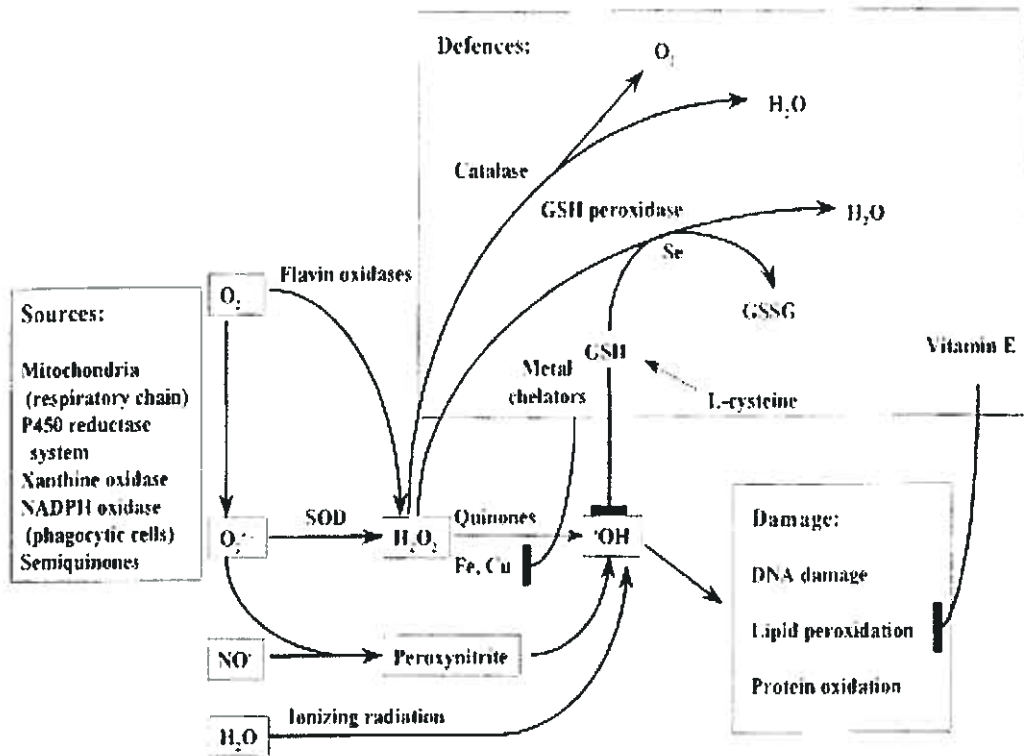 Defences:
O₂
H₂O
Catalase
GSH peroxidase
H₂O
Se
GSSG
GSH
L-cysteine
Metal
chelators
Vitamin E
Flavin oxidases
O₂
Sources:
Mitochondria
(respiratory chain)
P450 reductase
system
Xanthine oxidase
NADPH oxidase
(phagocytic cells)
Semiquinones
O₂•-
SOD
H₂O₂
Quinones
Fe, Cu
•OH
Damage:
DNA damage
Lipid peroxidation
Protein oxidation
NO•
Peroxynitrite
H₂O
Ionizing radiation